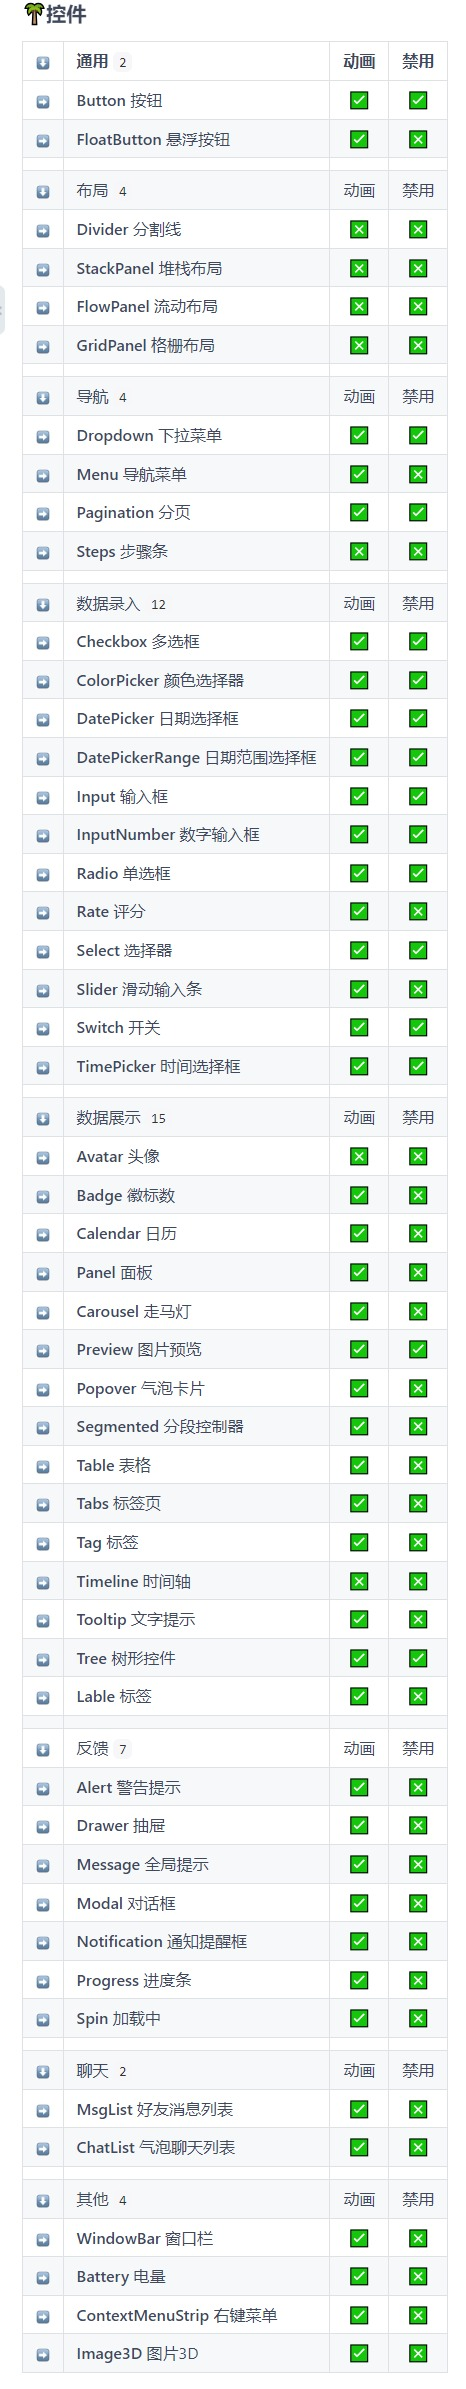 🌴控件
⬇️ 通用 2 动画 禁用
➡️ Button 按钮 ✅ ✅
➡️ FloatButton 悬浮按钮 ✅ ❎
⬇️ 布局 4 动画 禁用
➡️ Divider 分割线 ❎ ❎
➡️ StackPanel 堆栈布局 ❎ ❎
➡️ FlowPanel 流动布局 ❎ ❎
➡️ GridPanel 格栅布局 ❎ ❎
⬇️ 导航 4 动画 禁用
➡️ Dropdown 下拉菜单 ✅ ✅
➡️ Menu 导航菜单 ✅ ❎
➡️ Pagination 分页 ✅ ✅
➡️ Steps 步骤条 ❎ ❎
⬇️ 数据录入 12 动画 禁用
➡️ Checkbox 多选框 ✅ ✅
➡️ ColorPicker 颜色选择器 ✅ ✅
➡️ DatePicker 日期选择框 ✅ ✅
➡️ DatePickerRange 日期范围选择框 ✅ ✅
➡️ Input 输入框 ✅ ✅
➡️ InputNumber 数字输入框 ✅ ✅
➡️ Radio 单选框 ✅ ✅
➡️ Rate 评分 ✅ ❎
➡️ Select 选择器 ✅ ✅
➡️ Slider 滑动输入条 ✅ ❎
➡️ Switch 开关 ✅ ✅
➡️ TimePicker 时间选择框 ✅ ✅
⬇️ 数据展示 15 动画 禁用
➡️ Avatar 头像 ❎ ❎
➡️ Badge 徽标数 ✅ ❎
➡️ Calendar 日历 ✅ ❎
➡️ Panel 面板 ✅ ❎
➡️ Carousel 走马灯 ✅ ❎
➡️ Preview 图片预览 ✅ ✅
➡️ Popover 气泡卡片 ✅ ❎
➡️ Segmented 分段控制器 ✅ ❎
➡️ Table 表格 ✅ ❎
➡️ Tabs 标签页 ✅ ❎
➡️ Tag 标签 ✅ ❎
➡️ Timeline 时间轴 ❎ ❎
➡️ Tooltip 文字提示 ✅ ❎
➡️ Tree 树形控件 ✅ ✅
➡️ Lable 标签 ✅ ❎
⬇️ 反馈 7 动画 禁用
➡️ Alert 警告提示 ✅ ❎
➡️ Drawer 抽屉 ✅ ❎
➡️ Message 全局提示 ✅ ❎
➡️ Modal 对话框 ✅ ❎
➡️ Notification 通知提醒框 ✅ ❎
➡️ Progress 进度条 ✅ ❎
➡️ Spin 加载中 ✅ ❎
⬇️ 聊天 2 动画 禁用
➡️ MsgList 好友消息列表 ✅ ❎
➡️ ChatList 气泡聊天列表 ✅ ❎
⬇️ 其他 4 动画 禁用
➡️ WindowBar 窗口栏 ✅ ❎
➡️ Battery 电量 ✅ ❎
➡️ ContextMenuStrip 右键菜单 ✅ ❎
➡️ Image3D 图片3D ✅ ❎